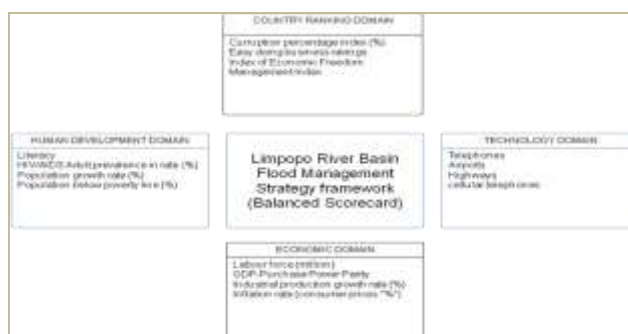 COUNTRY RANKING DOMAIN
Corruption percentage index (%)
Easy doing business ratings
Index of Economic Freedom
Management index
HUMAN DEVELOPMENT DOMAIN
Literacy
HIV/AIDS Adult prevalence in rate (%)
Population growth rate (%)
Population below poverty line (%)
Limpopo River Basin
Flood Management
Strategy framework
(Balanced Scorecard)
TECHNOLOGY DOMAIN
Telephones
Airports
Highways
cellular telephones
ECONOMIC DOMAIN
Labour force (million)
GDP-Purchase Power Parity
Industrial production growth rate (%)
Inflation rate (consumer prices "%")